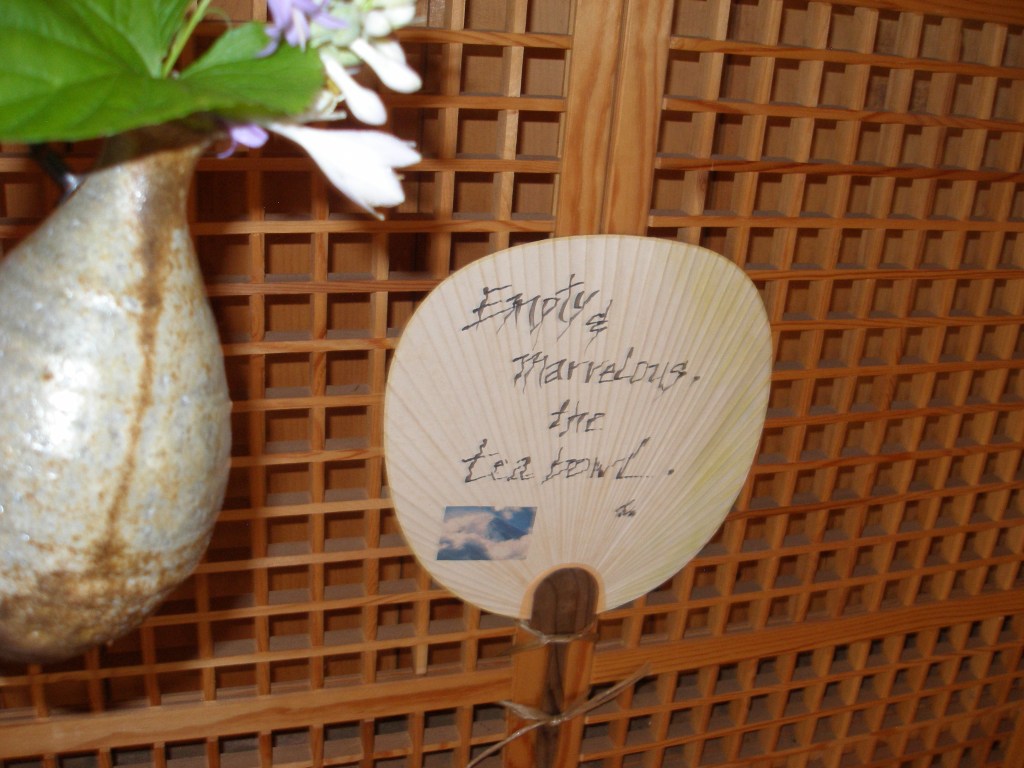 Empty &
marvelous.
the
tea bowl.